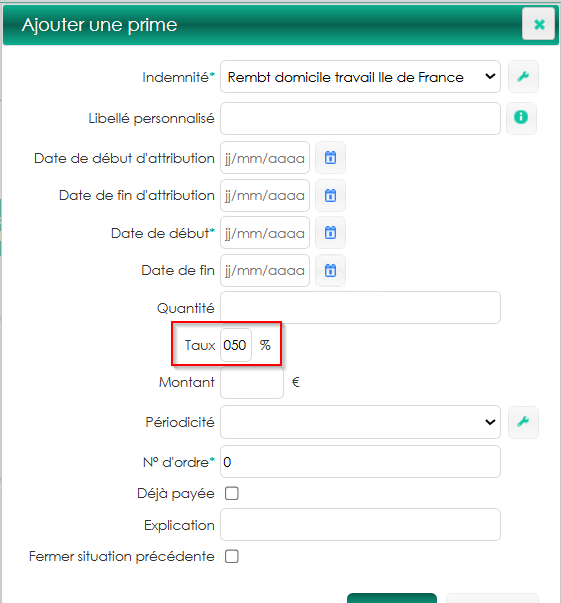 Ajouter une prime
Indemnité* Rembt domicile travail Ile de France
Libellé personnalisé
Date de début d'attribution jj/mm/aaaa
Date de fin d'attribution jj/mm/aaaa
Date de début* jj/mm/aaaa
Date de fin jj/mm/aaaa
Quantité
Taux 050 %
Montant €
Périodicité
N° d'ordre* 0
Déjà payée
Explication
Fermer situation précédente